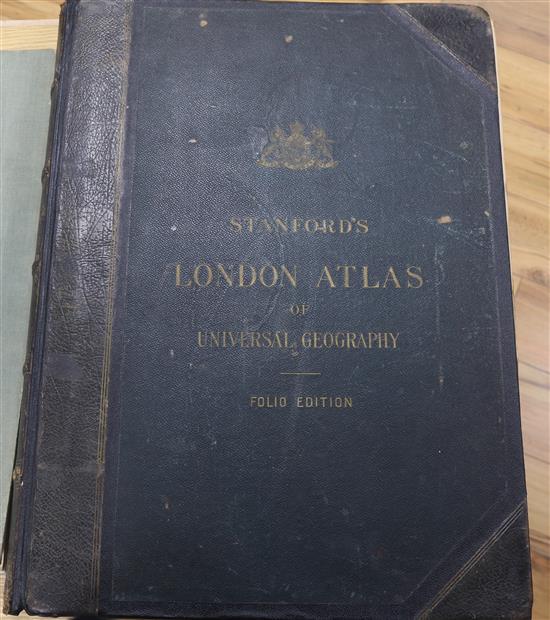 STANFORD'S
LONDON ATLAS
OF
UNIVERSAL GEOGRAPHY
FOLIO EDITION